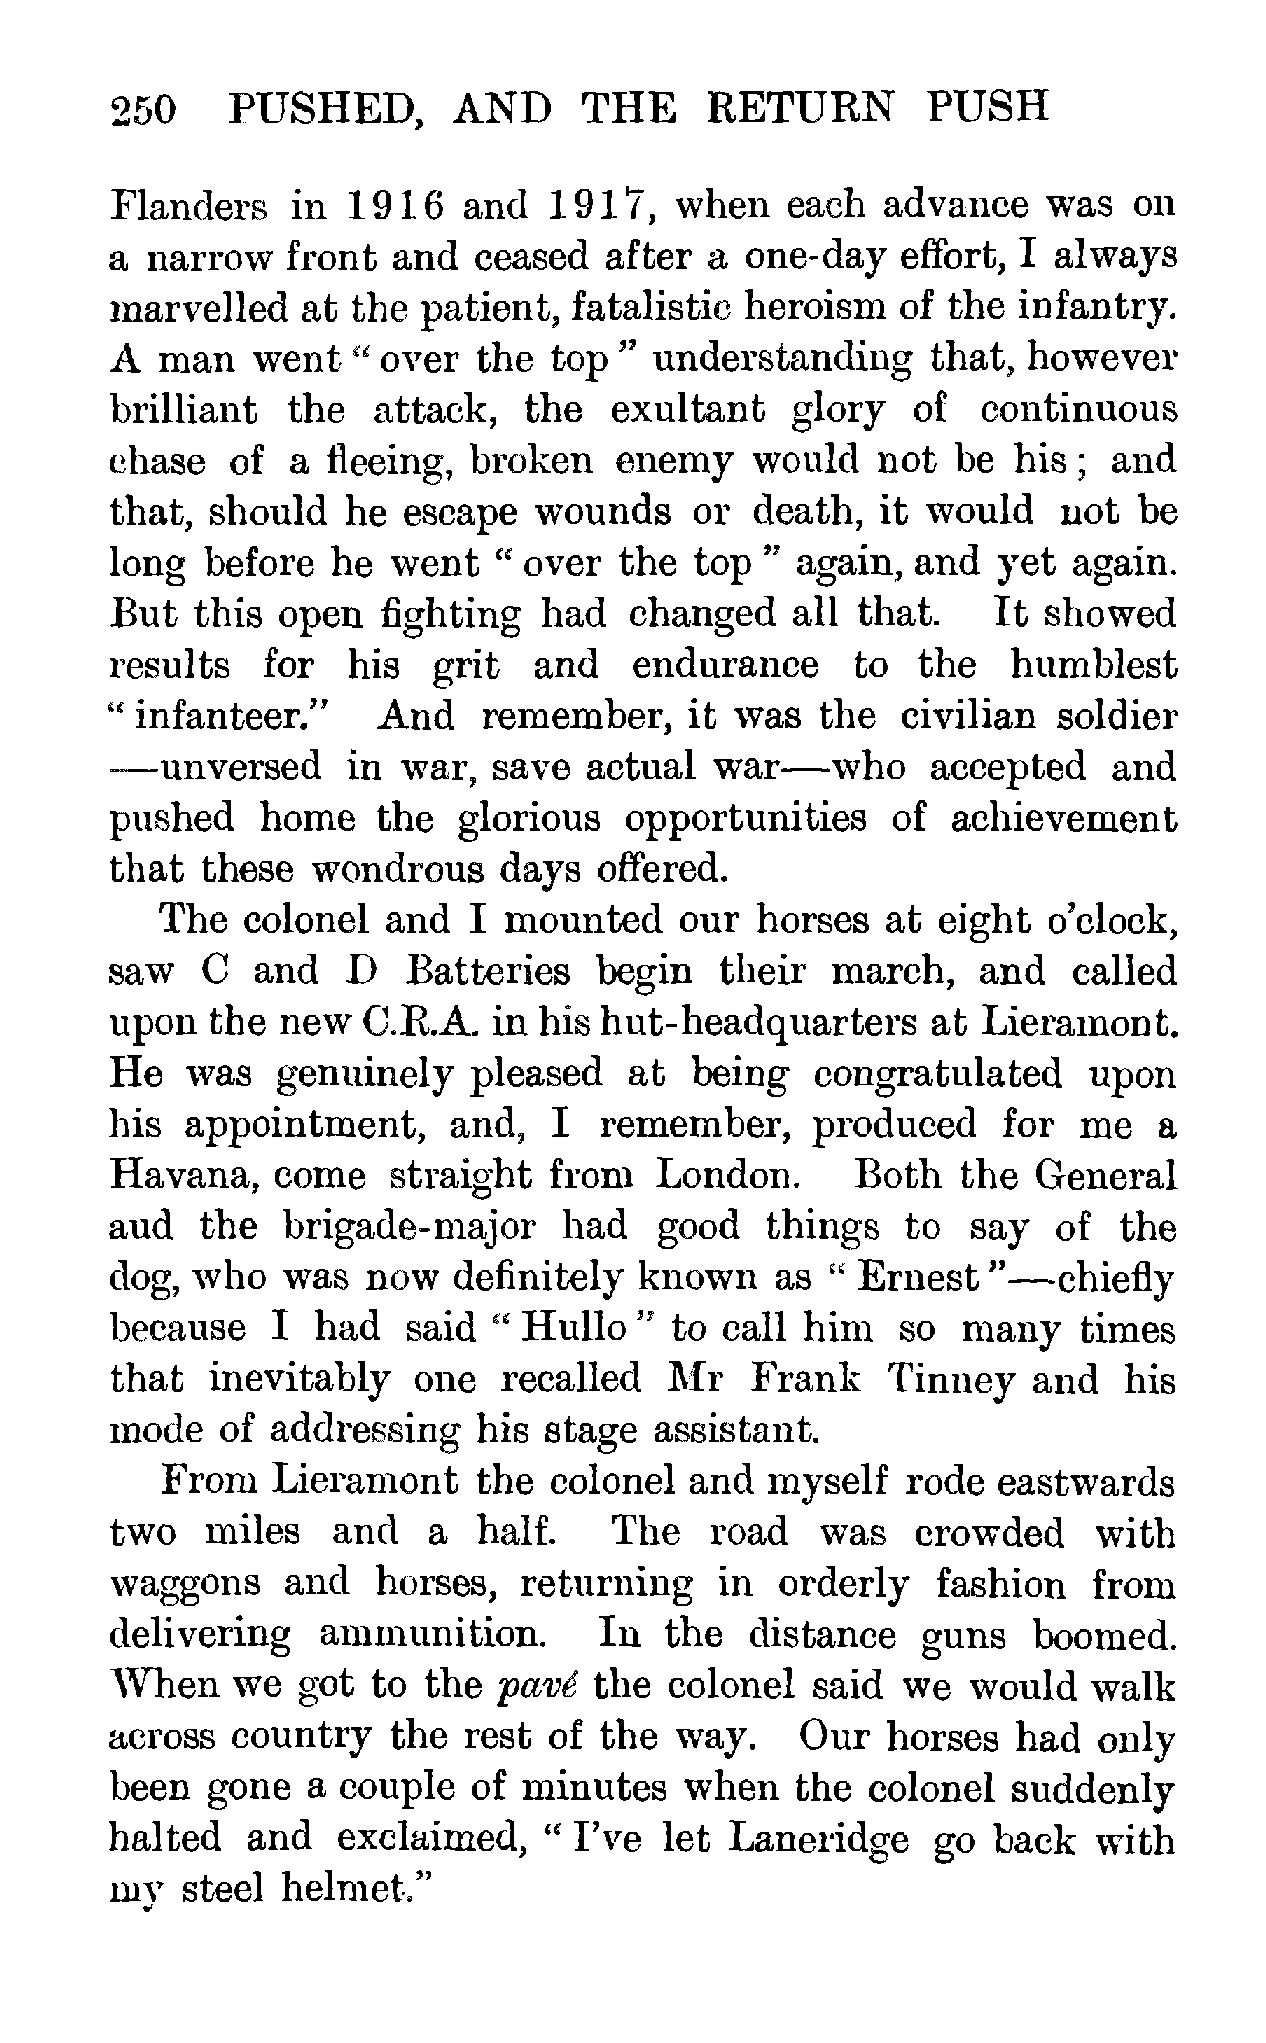 250 PUSHED, AND THE RETURN PUSH
Flanders in 1916 and 1917, when each advance was on
a narrow front and ceased after a one-day effort, I always
marvelled at the patient, fatalistic heroism of the infantry.
A man went “ over the top ” understanding that, however
brilliant the attack, the exultant glory of continuous
chase of a fleeing, broken enemy would not be his ; and
that, should he escape wounds or death, it would not be
long before he went “ over the top ” again, and yet again.
But this open fighting had changed all that. It showed
results for his grit and endurance to the humblest
“ infanteer.” And remember, it was the civilian soldier
—unversed in war, save actual war—who accepted and
pushed home the glorious opportunities of achievement
that these wondrous days offered.
The colonel and I mounted our horses at eight o’clock,
saw C and D Batteries begin their march, and called
upon the new C.R.A. in his hut-headquarters at Lieramont.
He was genuinely pleased at being congratulated upon
his appointment, and, I remember, produced for me a
Havana, come straight from London. Both the General
and the brigade-major had good things to say of the
dog, who was now definitely known as “ Ernest ”—chiefly
because I had said “ Hullo ” to call him so many times
that inevitably one recalled Mr Frank Tinney and his
mode of addressing his stage assistant.
From Lieramont the colonel and myself rode eastwards
two miles and a half. The road was crowded with
waggons and horses, returning in orderly fashion from
delivering ammunition. In the distance guns boomed.
When we got to the pavé the colonel said we would walk
across country the rest of the way. Our horses had only
been gone a couple of minutes when the colonel suddenly
halted and exclaimed, “ I’ve let Laneridge go back with
my steel helmet.”